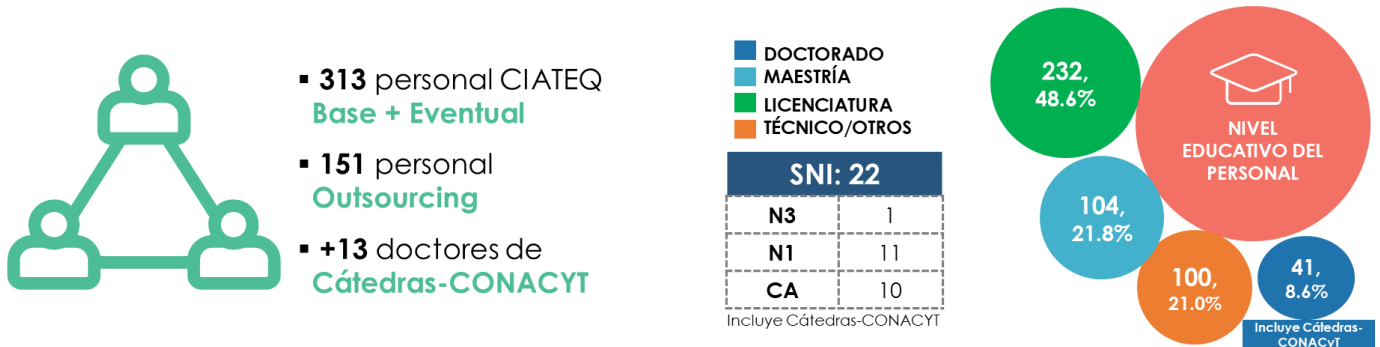 ▪ 313 personal CIATEQ
Base + Eventual
▪ 151 personal
Outsourcing
▪ +13 doctores de
Cátedras-CONACYT
DOCTORADO
MAESTRÍA
LICENCIATURA
TÉCNICO/OTROS
SNI: 22
N3 1
N1 11
CA 10
Incluye Cátedras-CONACYT
232,
48.6%
NIVEL
EDUCATIVO DEL
PERSONAL
104,
21.8%
100,
21.0%
41,
8.6%
Incluye Cátedras-
CONACyT